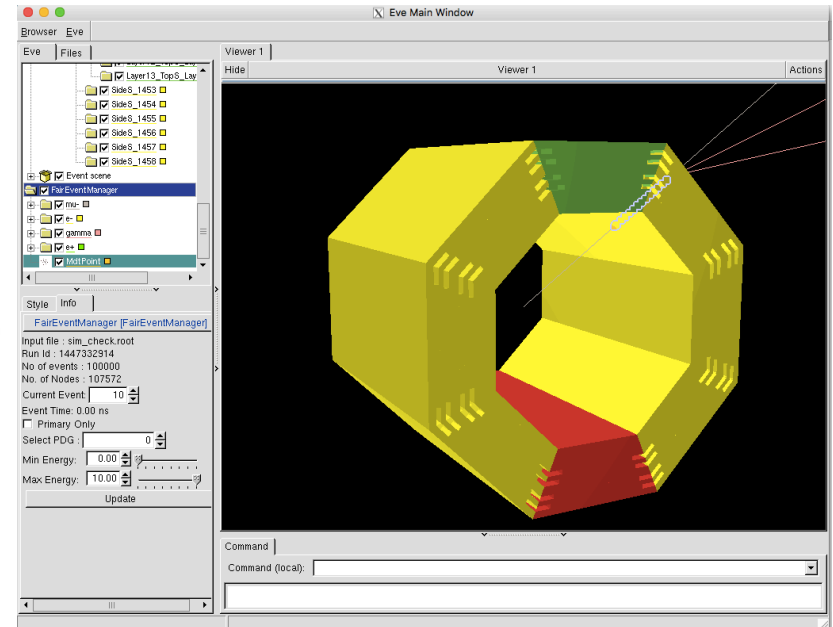 Eve Main Window
Browser Eve
Eve Files
Layer13_TopS_Lay
SideS_1453
SideS_1454
SideS_1455
SideS_1456
SideS_1457
SideS_1458
Event scene
FairEventManager
mu-
e-
gamma
e+
MdtPoint
Style Info
FairEventManager [FairEventManager]
Input file : sim_check.root
Run Id : 1447332914
No of events : 100000
No. of Nodes : 107572
Current Event: 10
Event Time: 0.00 ns
Primary Only
Select PDG : 0
Min Energy: 0.00
Max Energy: 10.00
Update
Viewer 1
Hide Viewer 1 Actions
Command
Command (local):